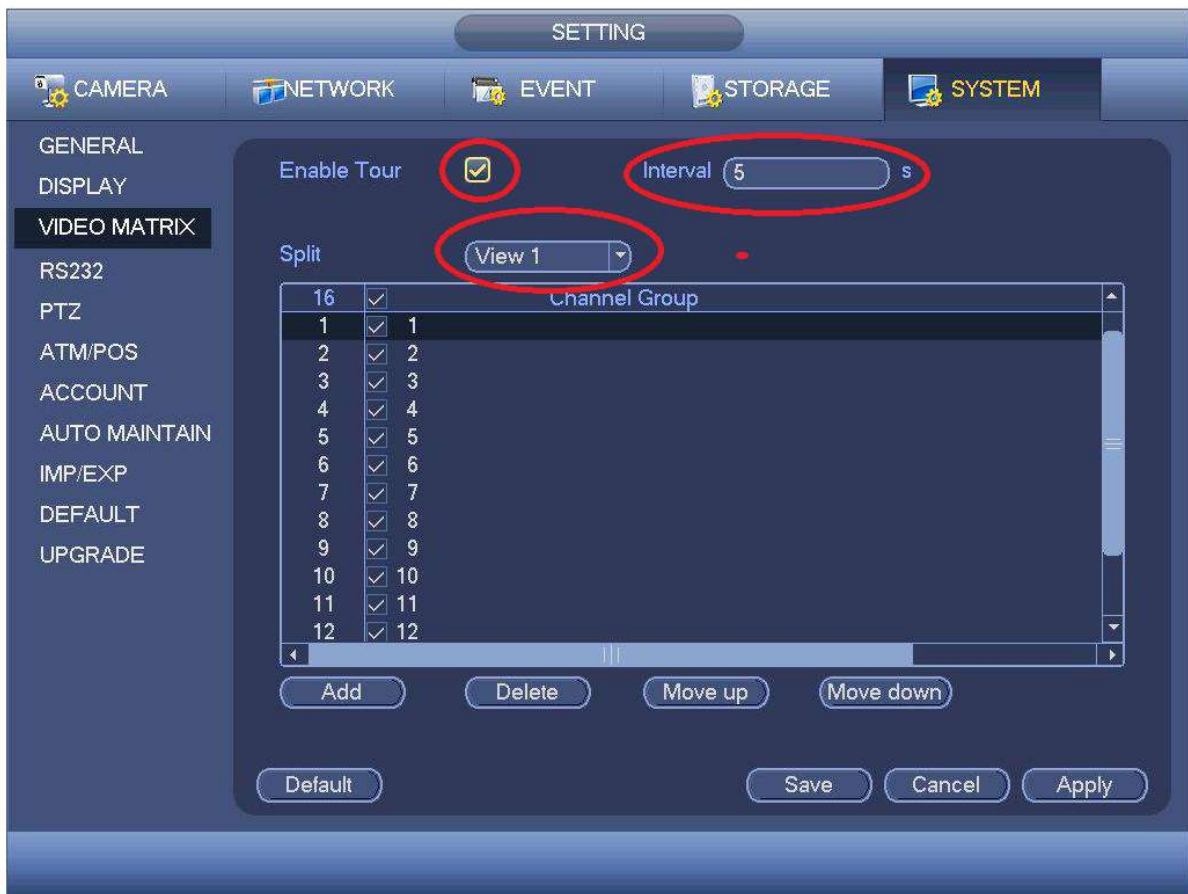 SETTING
CAMERA NETWORK EVENT STORAGE SYSTEM
GENERAL
DISPLAY
VIDEO MATRIX
RS232
PTZ
ATM/POS
ACCOUNT
AUTO MAINTAIN
IMP/EXP
DEFAULT
UPGRADE
Enable Tour Interval 5 s
Split View 1
16 Channel Group
1 1
2 2
3 3
4 4
5 5
6 6
7 7
8 8
9 9
10 10
11 11
12 12
Add Delete Move up Move down
Default Save Cancel Apply